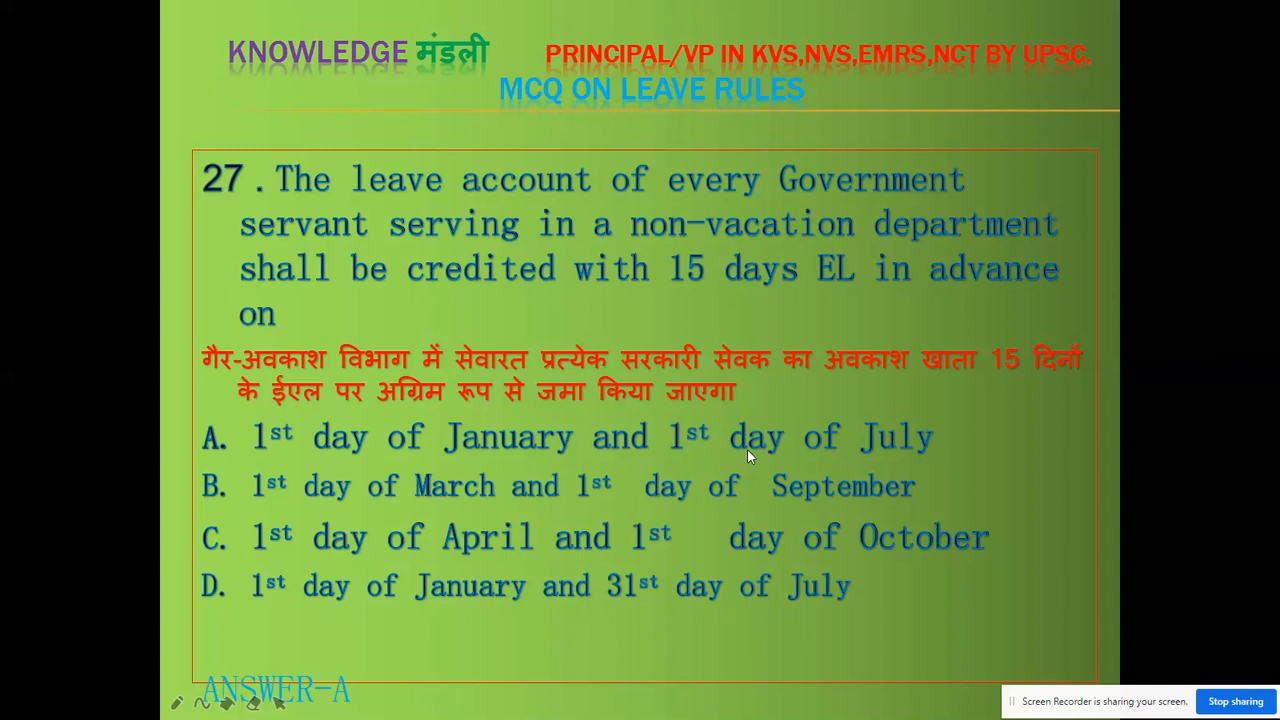 KNOWLEDGE मंडली PRINCIPAL/VP IN KVS,NVS,EMRS,NCT BY UPSC.
MCQ ON LEAVE RULES
27 . The leave account of every Government
servant serving in a non-vacation department
shall be credited with 15 days EL in advance
on
गैर-अवकाश विभाग में सेवारत प्रत्येक सरकारी सेवक का अवकाश खाता 15 दिनों
के ईएल पर अग्रिम रूप से जमा किया जाएगा
A. 1st day of January and 1st day of July
B. 1st day of March and 1st day of September
C. 1st day of April and 1st day of October
D. 1st day of January and 31st day of July
ANSWER-A
Screen Recorder is sharing your screen. Stop sharing